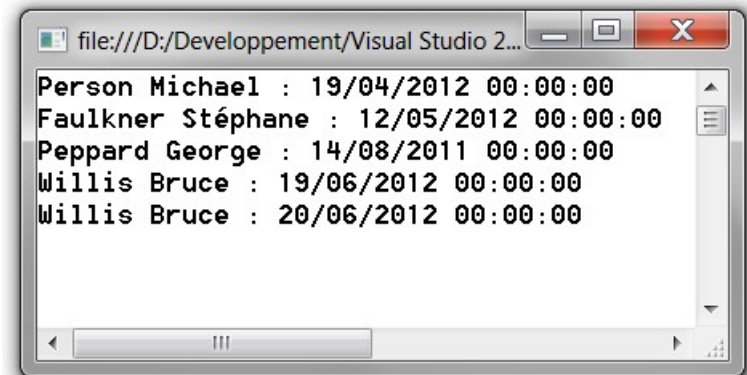 file:///D:/Developpement/Visual Studio 2...
Person Michael : 19/04/2012 00:00:00
Faulkner Stéphane : 12/05/2012 00:00:00
Peppard George : 14/08/2011 00:00:00
Willis Bruce : 19/06/2012 00:00:00
Willis Bruce : 20/06/2012 00:00:00